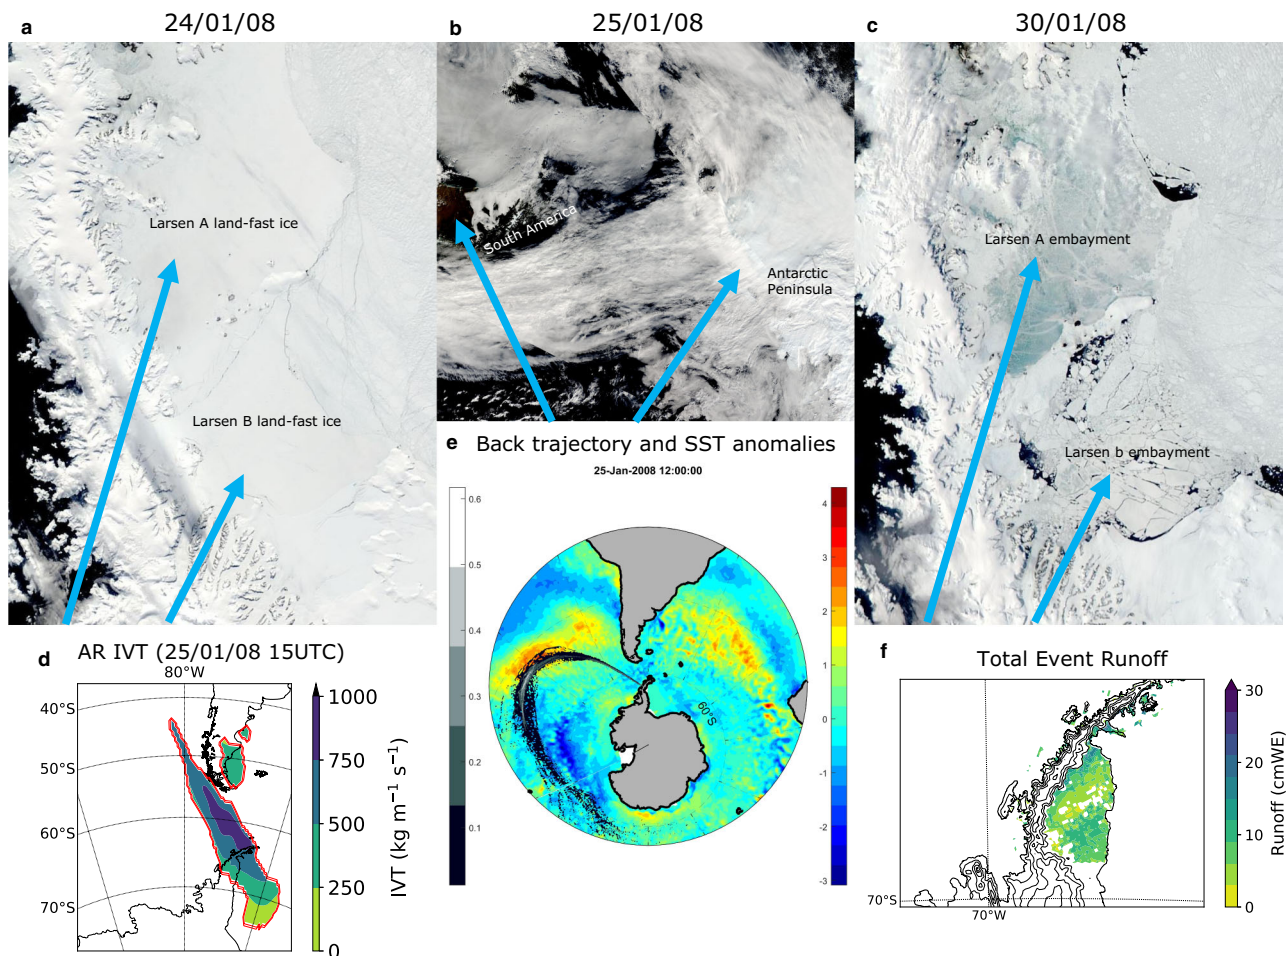 a
24/01/08
b
25/01/08
c
30/01/08
Larsen A land-fast ice
Larsen B land-fast ice
South America
Antarctic
Peninsula
Larsen A embayment
Larsen b embayment
e
Back trajectory and SST anomalies
25-Jan-2008 12:00:00
0.6
0.5
0.4
0.3
0.2
0.1
60°S
4
3
2
1
0
-1
-2
-3
d
AR IVT (25/01/08 15UTC)
80°W
40°S
50°S
60°S
70°S
1000
750
500
250
0
IVT (kg m⁻¹ s⁻¹)
f
Total Event Runoff
70°S
70°W
30
20
10
0
Runoff (cmWE)